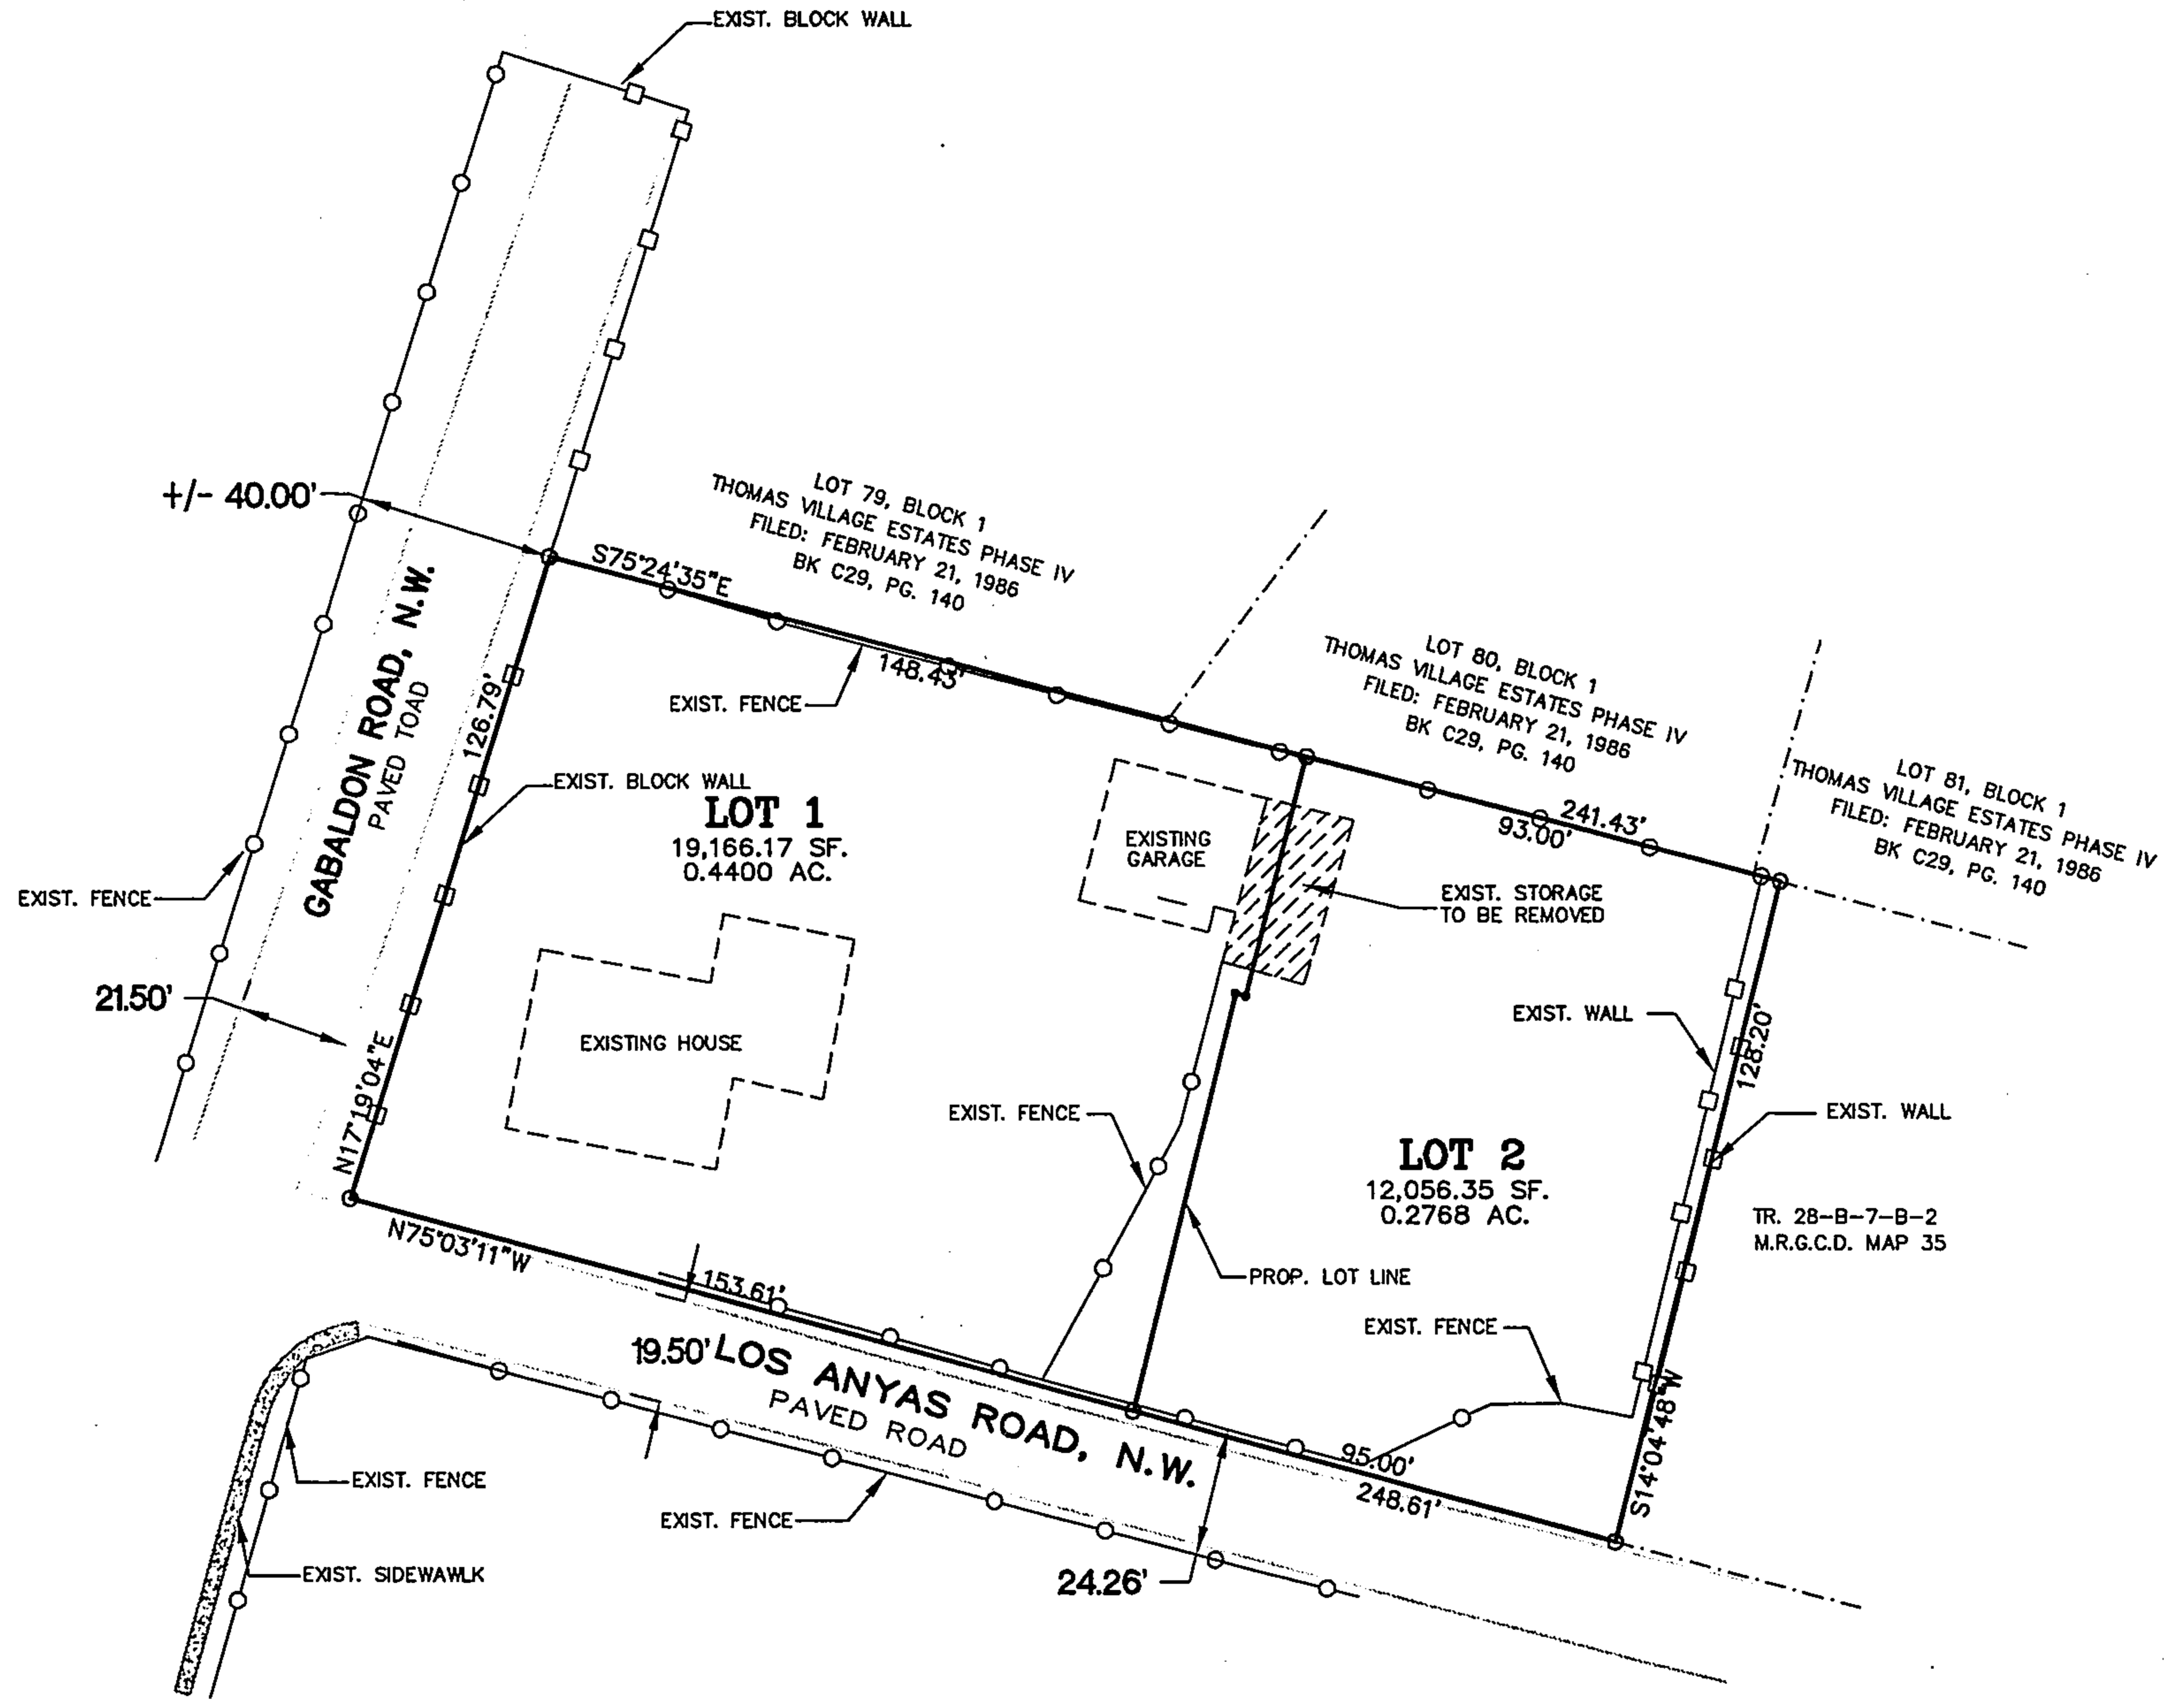 EXIST. BLOCK WALL
+/- 40.00'
LOT 79, BLOCK 1
THOMAS VILLAGE ESTATES PHASE IV
FILED: FEBRUARY 21, 1986
BK C29, PG. 140
S75°24'35"E
148.43'
EXIST. FENCE
LOT 80, BLOCK 1
THOMAS VILLAGE ESTATES PHASE IV
FILED: FEBRUARY 21, 1986
BK C29, PG. 140
LOT 81, BLOCK 1
THOMAS VILLAGE ESTATES PHASE IV
FILED: FEBRUARY 21, 1986
BK C29, PG. 140
241.43'
93.00'
GABALDON ROAD, N.W.
PAVED TOAD
126.79'
EXIST. BLOCK WALL
LOT 1
19,166.17 SF.
0.4400 AC.
EXISTING
GARAGE
EXIST. STORAGE
TO BE REMOVED
EXIST. FENCE
21.50'
N17°19'04"E
EXISTING HOUSE
EXIST. WALL
128.20'
EXIST. FENCE
EXIST. WALL
LOT 2
12,056.35 SF.
0.2768 AC.
TR. 28-B-7-B-2
M.R.G.C.D. MAP 35
N75°03'11"W
153.61'
PROP. LOT LINE
EXIST. FENCE
19.50'
LOS ANYAS ROAD, N.W.
PAVED ROAD
95.00'
248.61'
S14°04'48"W
EXIST. FENCE
EXIST. FENCE
EXIST. SIDEWAWLK
24.26'